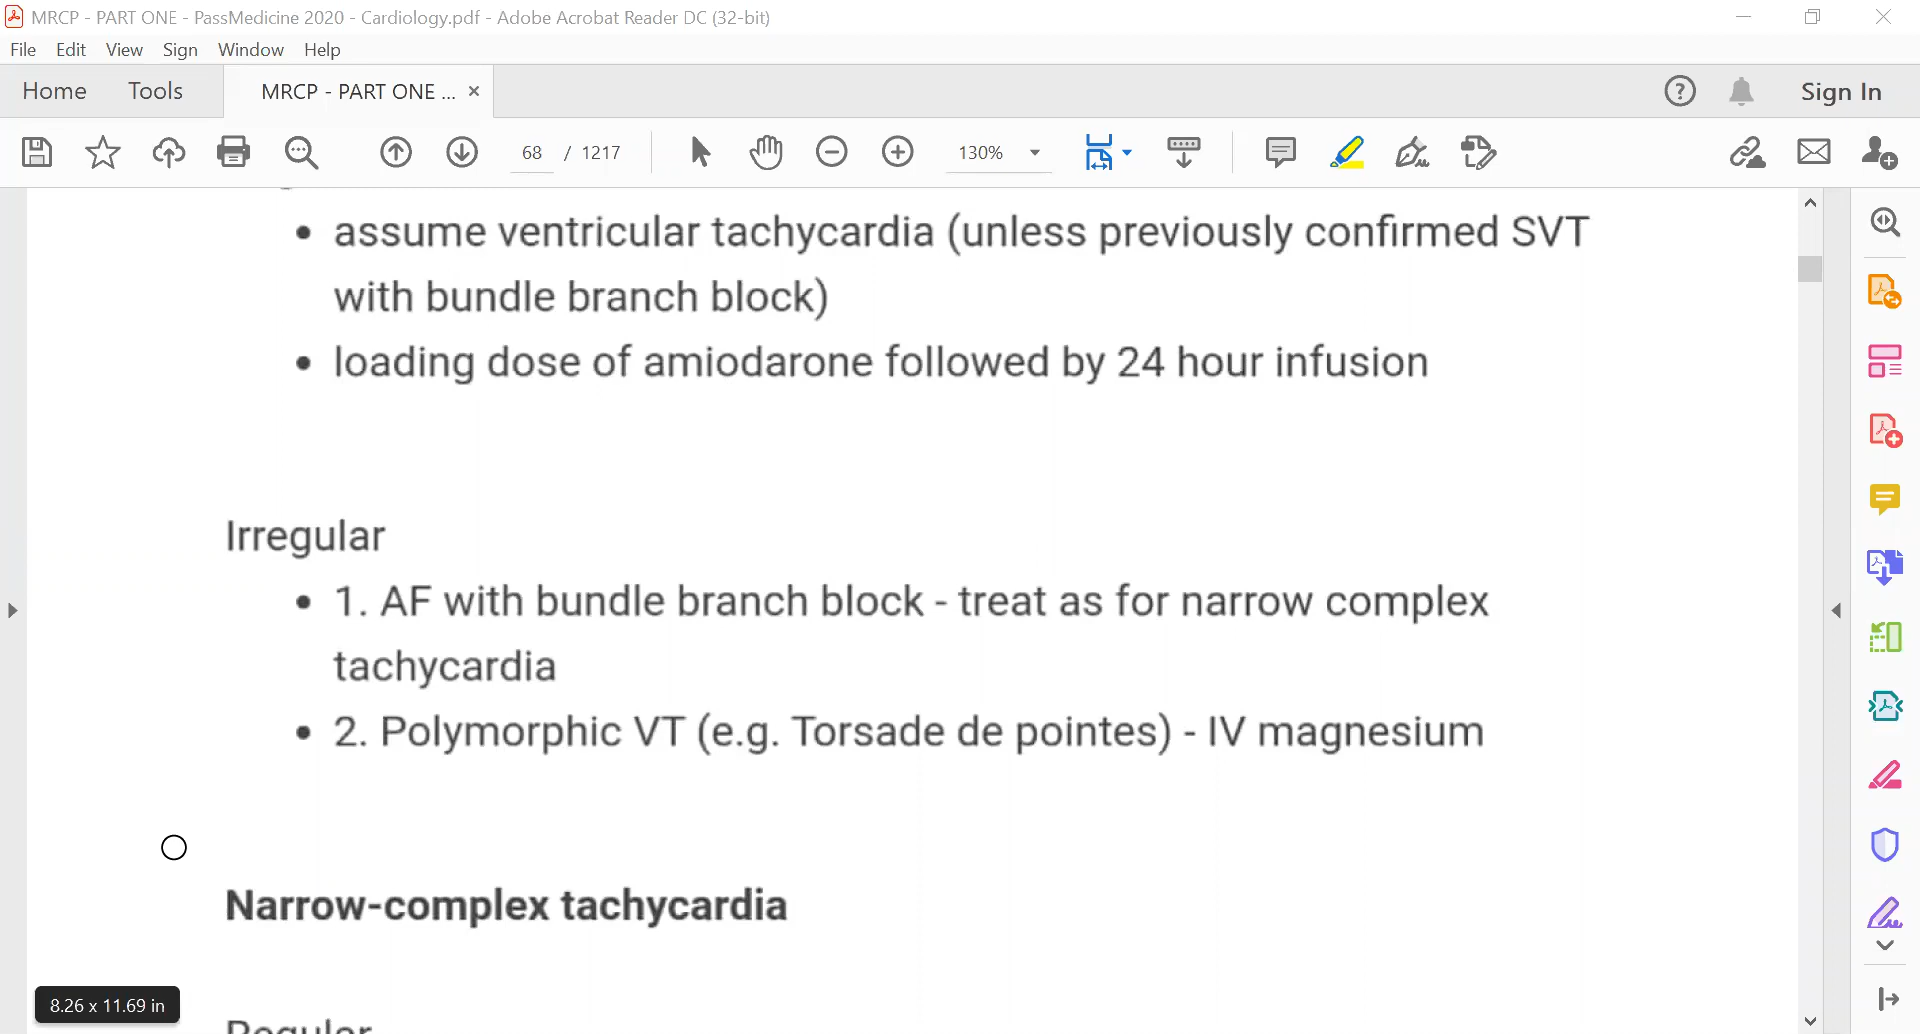 MRCP - PART ONE - PassMedicine 2020 - Cardiology.pdf - Adobe Acrobat Reader DC (32-bit)
File Edit View Sign Window Help
Home Tools MRCP - PART ONE ... × Sign In
68 / 1217 130%
• assume ventricular tachycardia (unless previously confirmed SVT
with bundle branch block)
• loading dose of amiodarone followed by 24 hour infusion
Irregular
• 1. AF with bundle branch block - treat as for narrow complex
tachycardia
• 2. Polymorphic VT (e.g. Torsade de pointes) - IV magnesium
Narrow-complex tachycardia
8.26 x 11.69 in
Regular